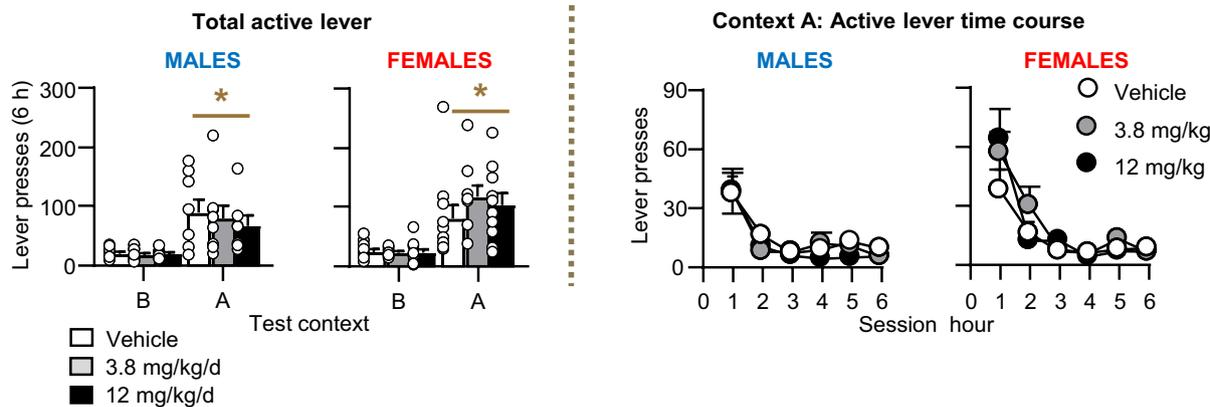 Total active lever
Context A: Active lever time course
MALES
FEMALES
MALES
FEMALES
Lever presses (6 h)
300
200
100
0
*
*
B
A
B
A
Test context
Vehicle
3.8 mg/kg/d
12 mg/kg/d
Lever presses
90
60
30
0
0 1 2 3 4 5 6
0 1 2 3 4 5 6
Session hour
Vehicle
3.8 mg/kg
12 mg/kg